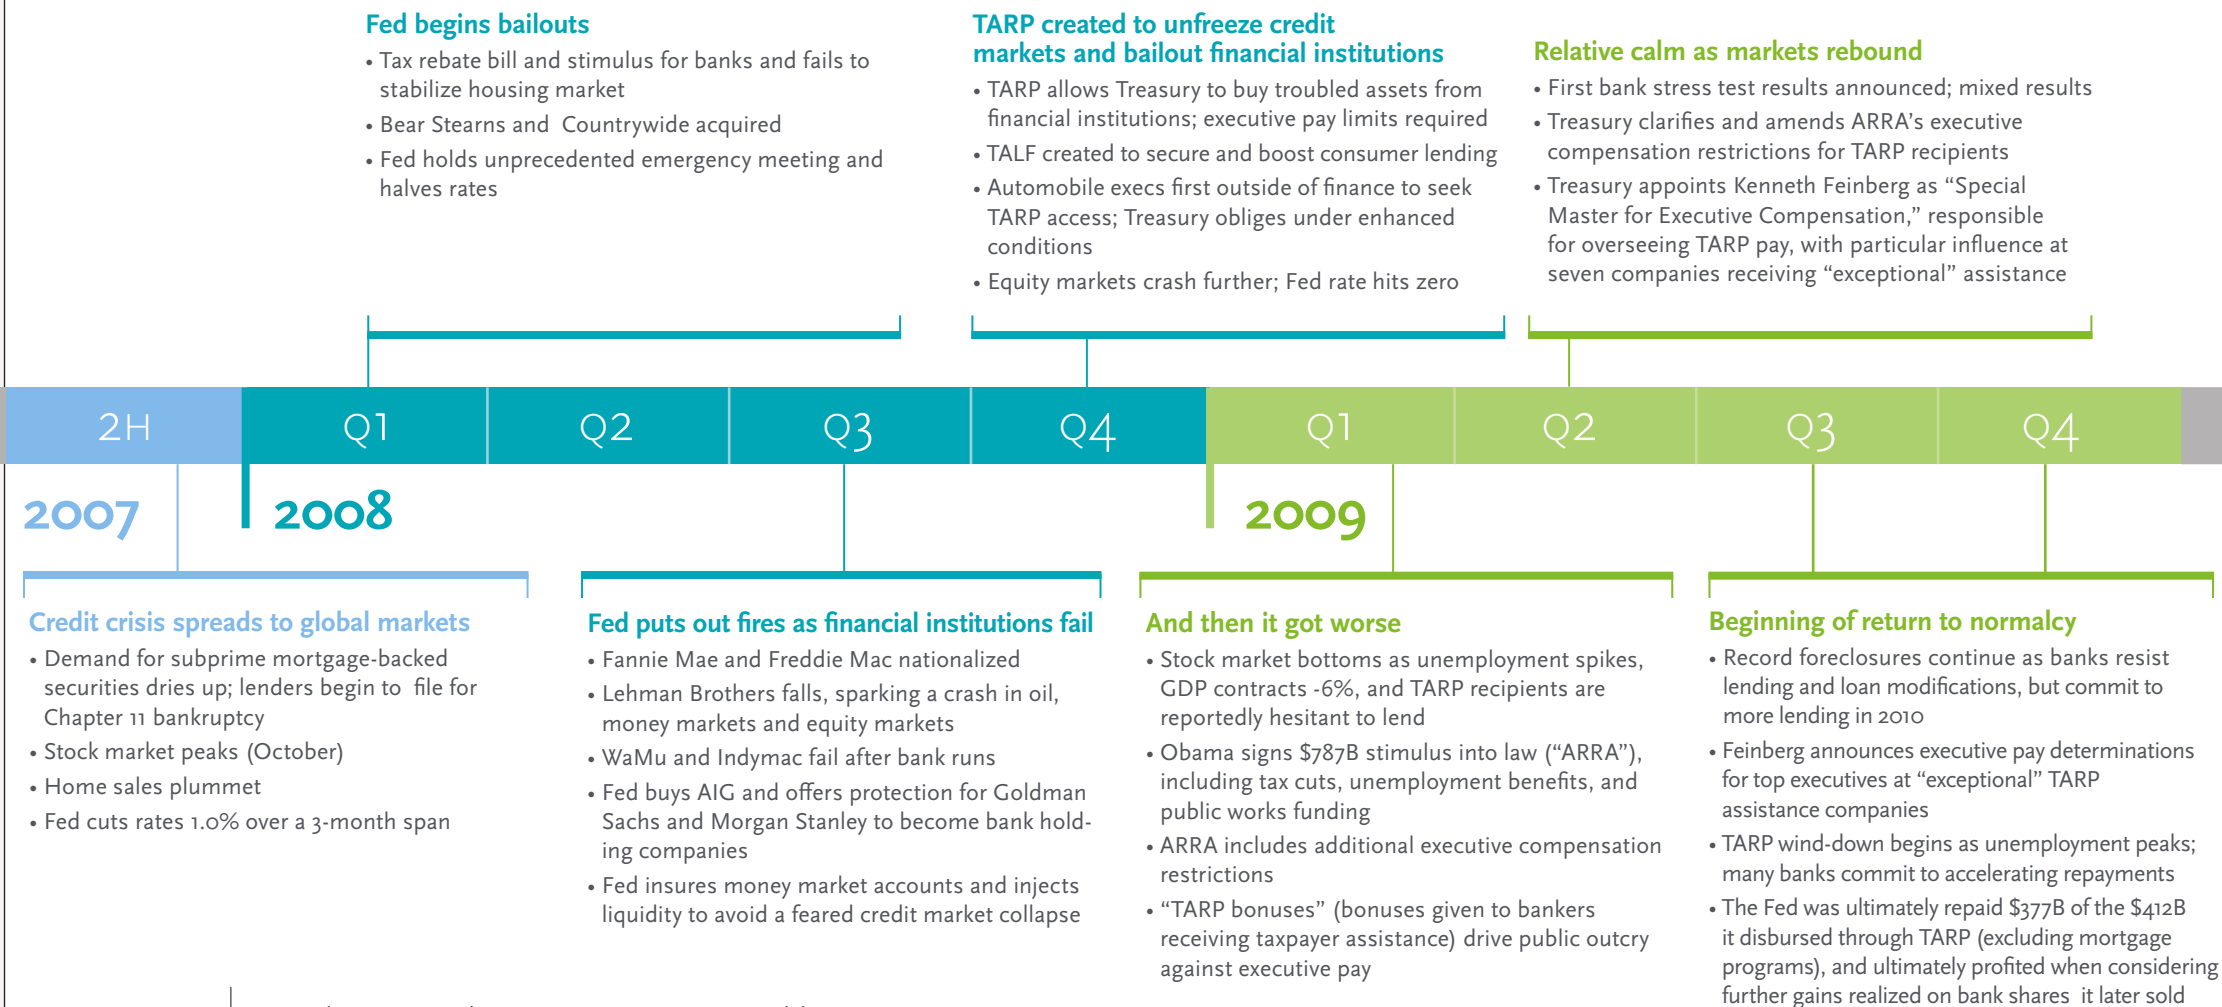 Fed begins bailouts
• Tax rebate bill and stimulus for banks and fails to
stabilize housing market
• Bear Stearns and Countrywide acquired
• Fed holds unprecedented emergency meeting and
halves rates
TARP created to unfreeze credit
markets and bailout financial institutions
• TARP allows Treasury to buy troubled assets from
financial institutions; executive pay limits required
• TALF created to secure and boost consumer lending
• Automobile execs first outside of finance to seek
TARP access; Treasury obliges under enhanced
conditions
• Equity markets crash further; Fed rate hits zero
Relative calm as markets rebound
• First bank stress test results announced; mixed results
• Treasury clarifies and amends ARRA’s executive
compensation restrictions for TARP recipients
• Treasury appoints Kenneth Feinberg as “Special
Master for Executive Compensation,” responsible
for overseeing TARP pay, with particular influence at
seven companies receiving “exceptional” assistance
2H Q1 Q2 Q3 Q4 Q1 Q2 Q3 Q4
2007 2008 2009
Credit crisis spreads to global markets
• Demand for subprime mortgage-backed
securities dries up; lenders begin to file for
Chapter 11 bankruptcy
• Stock market peaks (October)
• Home sales plummet
• Fed cuts rates 1.0% over a 3-month span
Fed puts out fires as financial institutions fail
• Fannie Mae and Freddie Mac nationalized
• Lehman Brothers falls, sparking a crash in oil,
money markets and equity markets
• WaMu and Indymac fail after bank runs
• Fed buys AIG and offers protection for Goldman
Sachs and Morgan Stanley to become bank hold-
ing companies
• Fed insures money market accounts and injects
liquidity to avoid a feared credit market collapse
And then it got worse
• Stock market bottoms as unemployment spikes,
GDP contracts -6%, and TARP recipients are
reportedly hesitant to lend
• Obama signs $787B stimulus into law (“ARRA”),
including tax cuts, unemployment benefits, and
public works funding
• ARRA includes additional executive compensation
restrictions
• “TARP bonuses” (bonuses given to bankers
receiving taxpayer assistance) drive public outcry
against executive pay
Beginning of return to normalcy
• Record foreclosures continue as banks resist
lending and loan modifications, but commit to
more lending in 2010
• Feinberg announces executive pay determinations
for top executives at “exceptional” TARP
assistance companies
• TARP wind-down begins as unemployment peaks;
many banks commit to accelerating repayments
• The Fed was ultimately repaid $377B of the $412B
it disbursed through TARP (excluding mortgage
programs), and ultimately profited when considering
further gains realized on bank shares it later sold